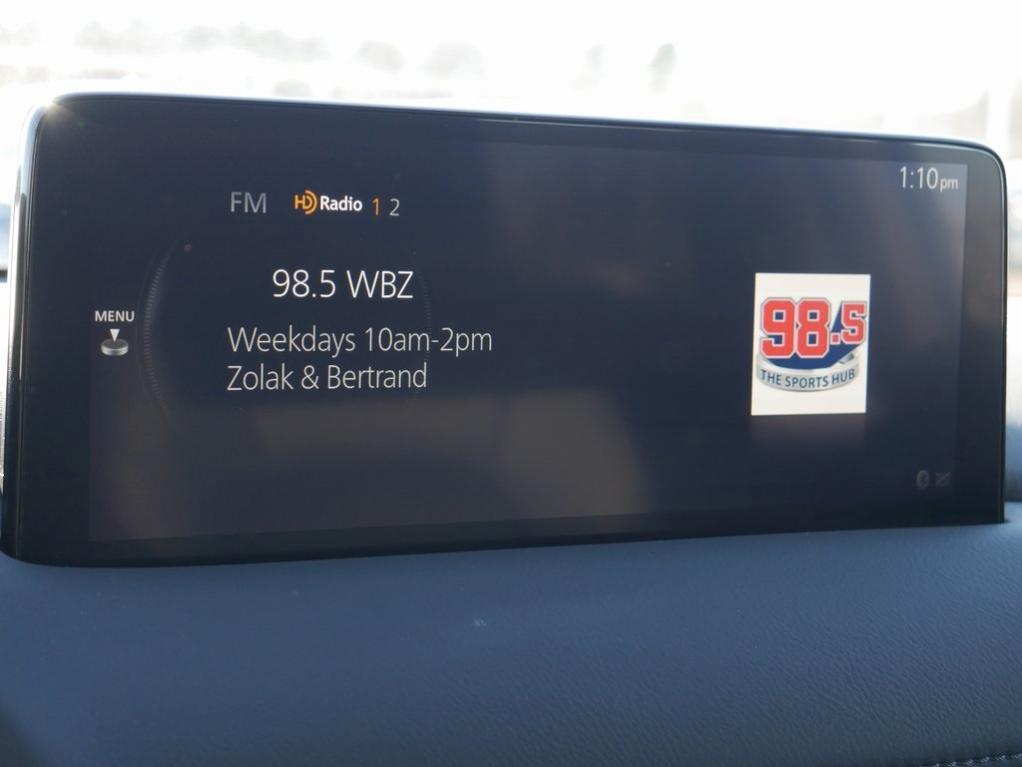 1:10pm
FM HD Radio 1 2
98.5 WBZ
MENU
Weekdays 10am-2pm
Zolak & Bertrand
98.5
THE SPORTS HUB